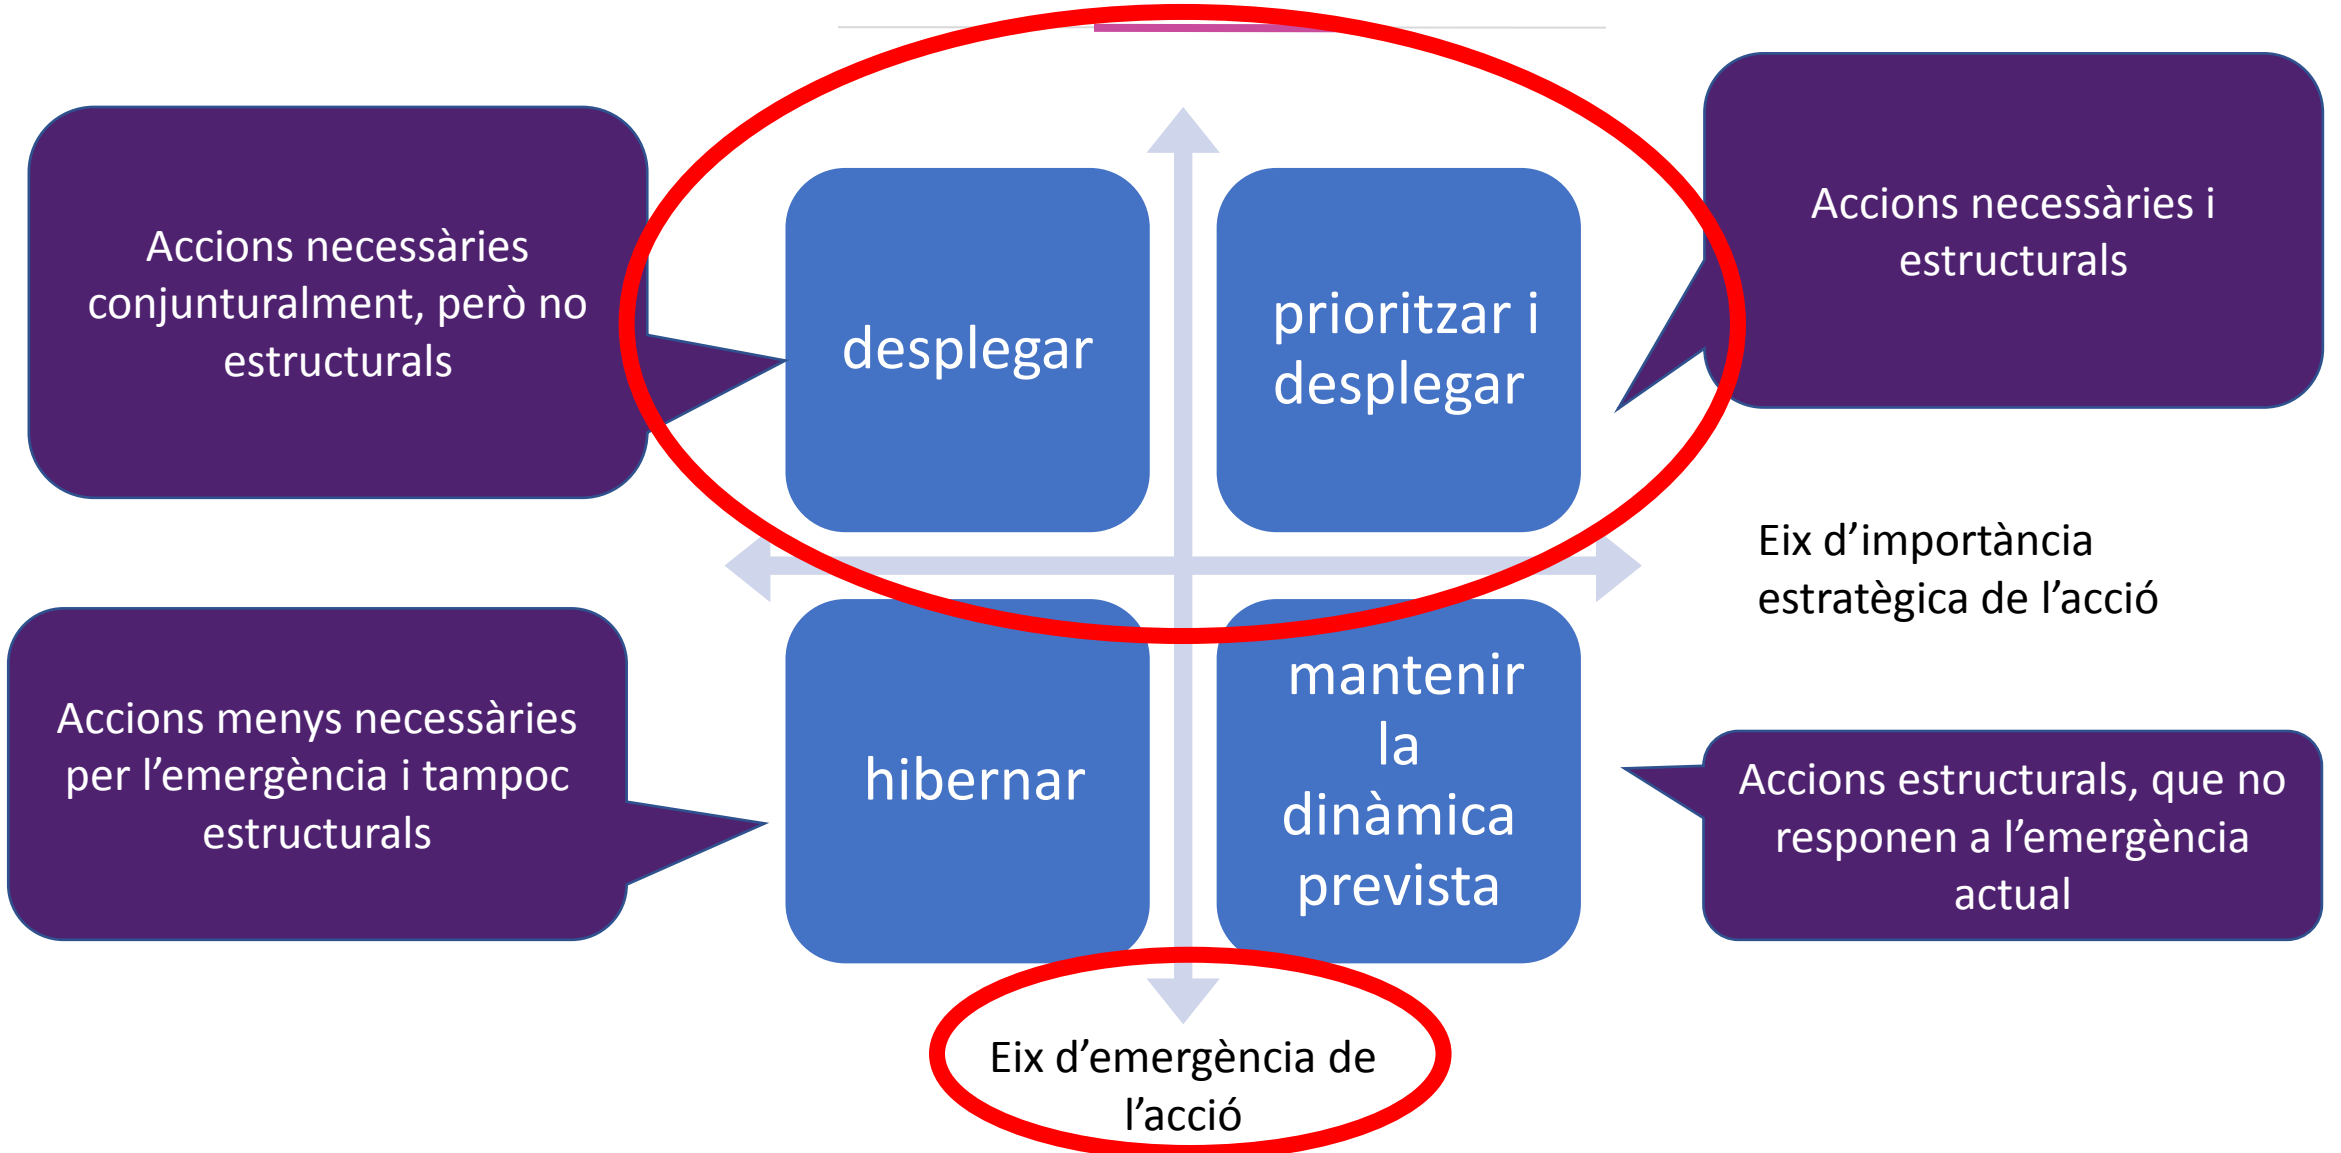 Accions necessàries
conjunturalment, però no
estructurals
desplegar
prioritzar i
desplegar
Accions necessàries i
estructurals
Eix d’importància
estratègica de l’acció
Accions menys necessàries
per l’emergència i tampoc
estructurals
hibernar
mantenir
la
dinàmica
prevista
Accions estructurals, que no
responen a l’emergència
actual
Eix d’emergència de
l’acció